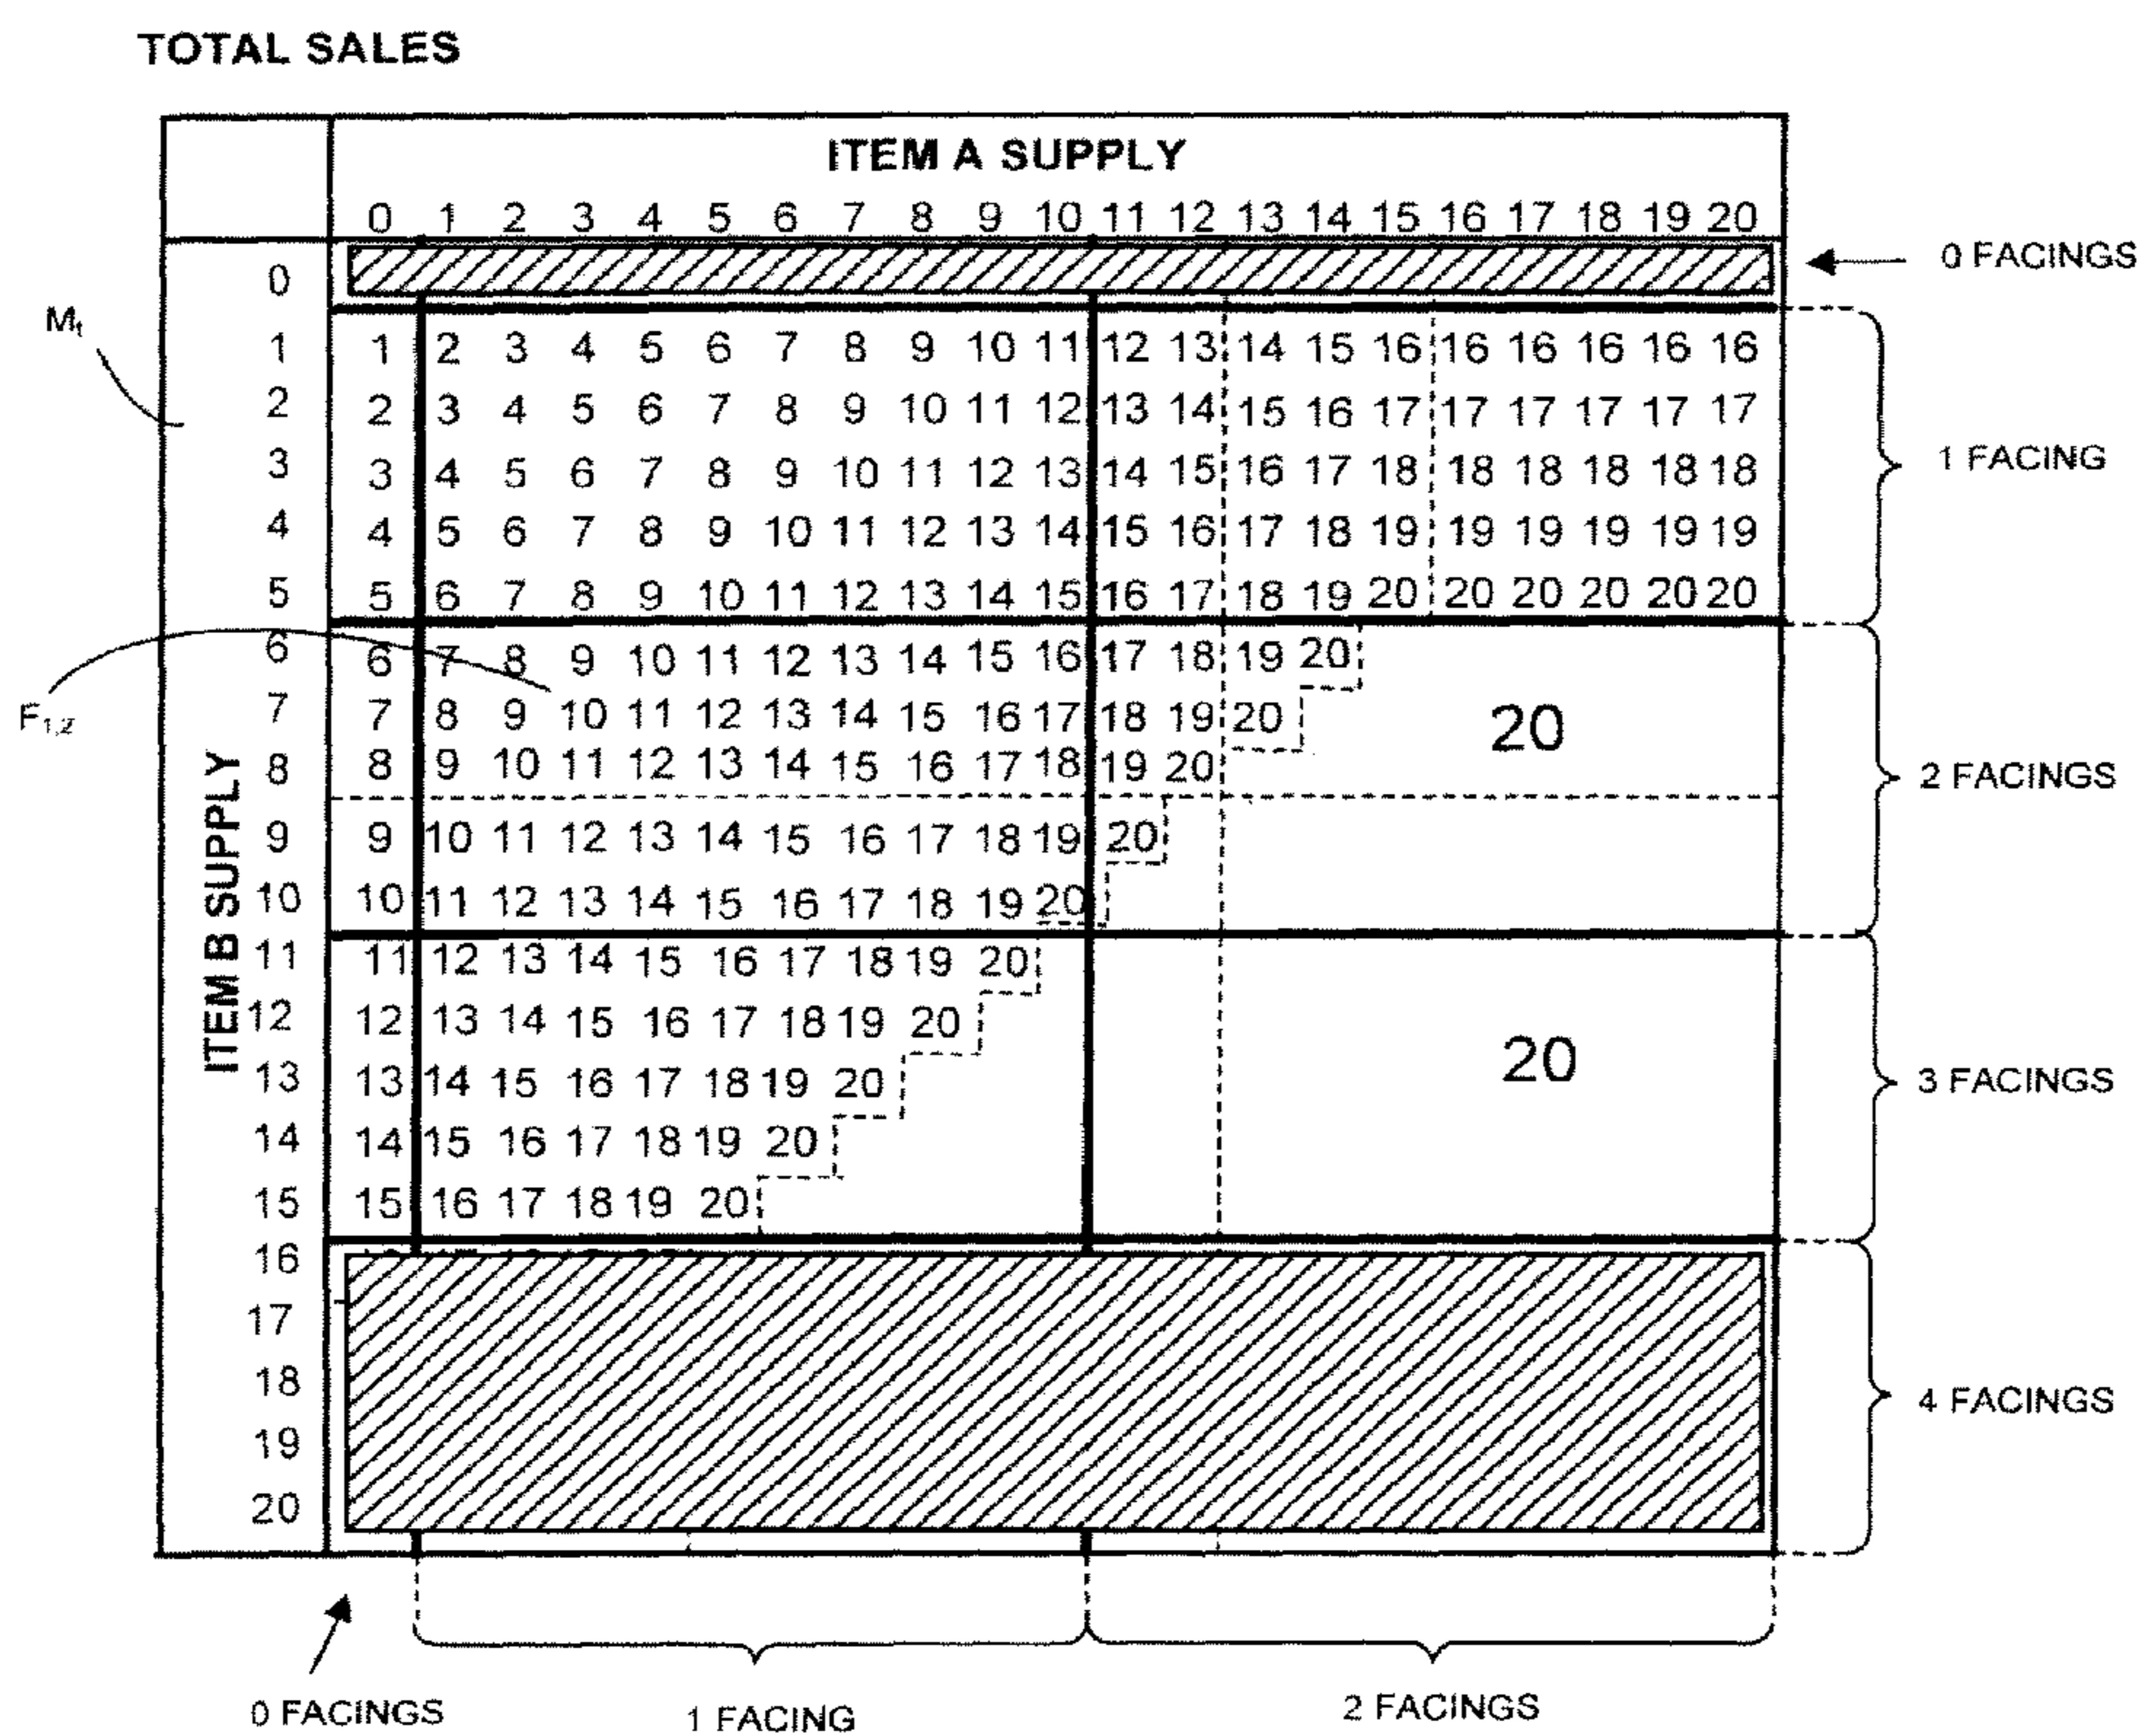 TOTAL SALES
ITEM A SUPPLY
0 1 2 3 4 5 6 7 8 9 10 11 12 13 14 15 16 17 18 19 20
0 0 FACINGS
Mt
1 1 2 3 4 5 6 7 8 9 10 11 12 13 14 15 16 16 16 16 16 16
2 2 3 4 5 6 7 8 9 10 11 12 13 14 15 16 17 17 17 17 17 17
3 3 4 5 6 7 8 9 10 11 12 13 14 15 16 17 18 18 18 18 18 18
1 FACING
4 4 5 6 7 8 9 10 11 12 13 14 15 16 17 18 19 19 19 19 19 19
5 5 6 7 8 9 10 11 12 13 14 15 16 17 18 19 20 20 20 20 20 20
6 6 7 8 9 10 11 12 13 14 15 16 17 18 19 20
F1,2
7 7 8 9 10 11 12 13 14 15 16 17 18 19 20
20
8 8 9 10 11 12 13 14 15 16 17 18 19 20
2 FACINGS
9 9 10 11 12 13 14 15 16 17 18 19 20
10 10 11 12 13 14 15 16 17 18 19 20
ITEM B SUPPLY
11 11 12 13 14 15 16 17 18 19 20
12 12 13 14 15 16 17 18 19 20
20
13 13 14 15 16 17 18 19 20
3 FACINGS
14 14 15 16 17 18 19 20
15 15 16 17 18 19 20
16
17
18
4 FACINGS
19
20
0 FACINGS
1 FACING
2 FACINGS